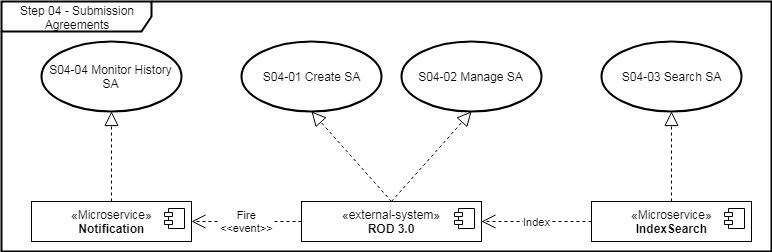 Step 04 - Submission
Agreements
S04-04 Monitor History
SA
S04-01 Create SA
S04-02 Manage SA
S04-03 Search SA
«Microservice»
Notification
Fire
<<event>>
«external-system»
ROD 3.0
Index
«Microservice»
IndexSearch